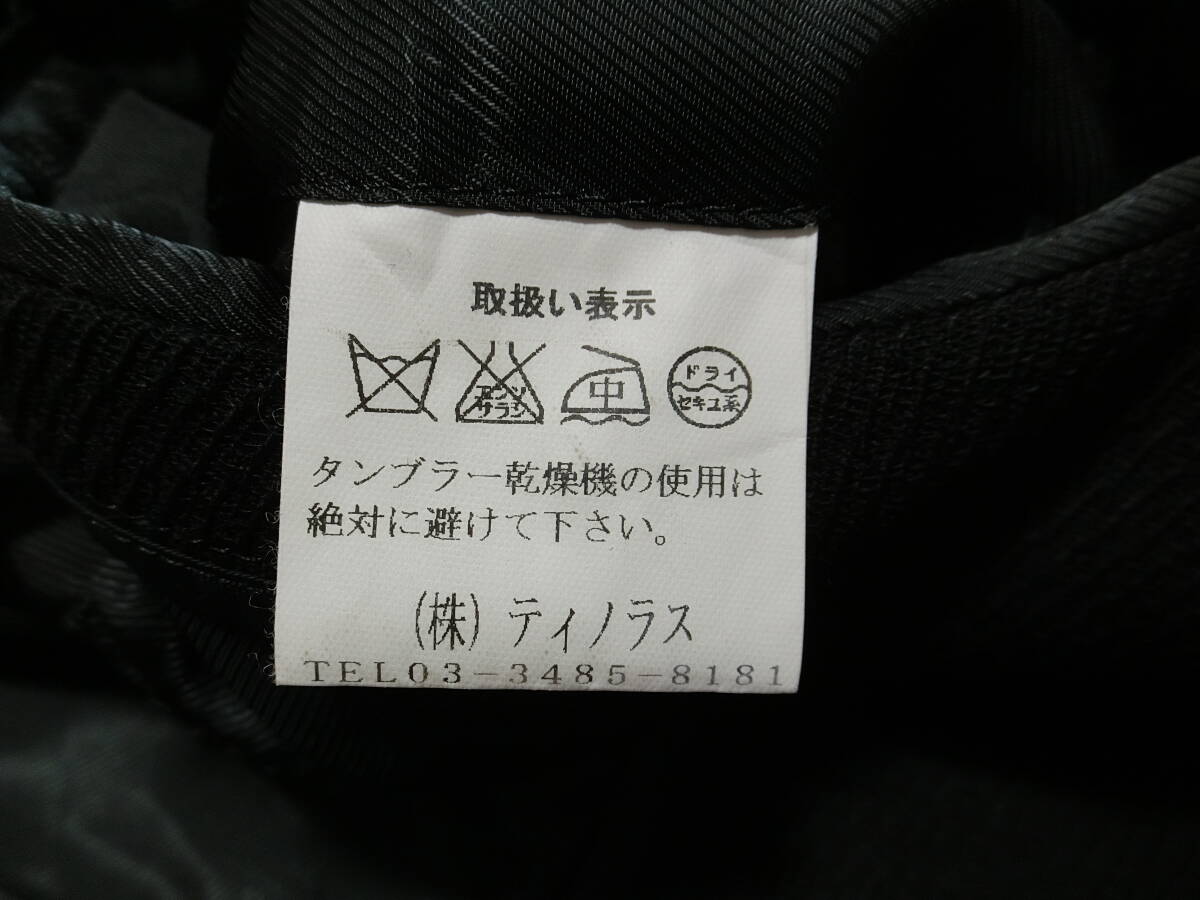 取扱い表示
エンソ
サラシ
中
ドライ
セキユ系
タンブラー乾燥機の使用は
絶対に避けて下さい。
(株)ティノラス
TEL03-3485-8181